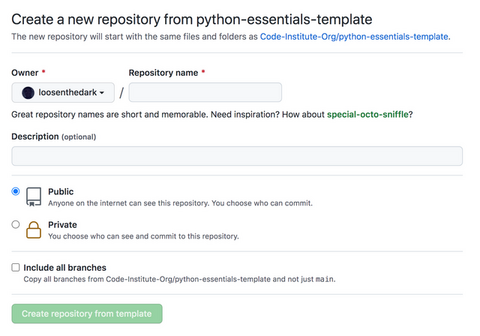 Create a new repository from python-essentials-template
The new repository will start with the same files and folders as Code-Institute-Org/python-essentials-template.
Owner * Repository name *
loosenthedark /
Great repository names are short and memorable. Need inspiration? How about special-octo-sniffle?
Description (optional)
Public
Anyone on the internet can see this repository. You choose who can commit.
Private
You choose who can see and commit to this repository.
Include all branches
Copy all branches from Code-Institute-Org/python-essentials-template and not just main.
Create repository from template